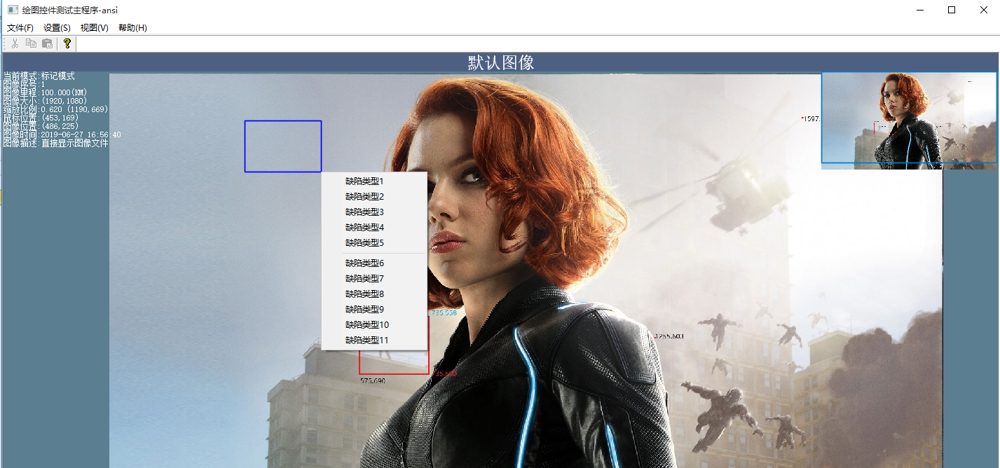 绘图控件测试主程序-ansi
文件(F) 设置(S) 视图(V) 帮助(H)
默认图像
当前模式:标记模式
图像序号:1
图像里程:100.000(KM)
图像大小:(1920,1080)
缩放比例:0.620 (1190,669)
鼠标位置:(453,169)
图像位置:(486,225)
图像时间:2019-06-27 16:56:40
图像描述:直接显示图像文件
1597.
缺陷类型1
缺陷类型2
缺陷类型3
缺陷类型4
缺陷类型5
缺陷类型6
缺陷类型7
缺陷类型8
缺陷类型9
缺陷类型10
缺陷类型11
735.558
1255.603
735.690
575.690